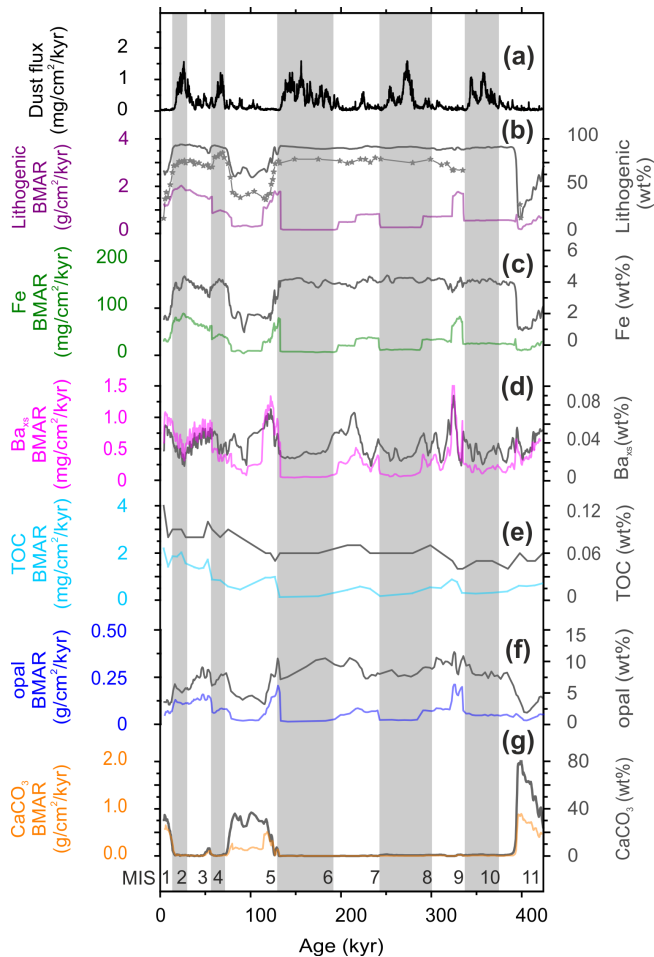 Dust flux
(mg/cm²/kyr)
2
1
0
(a)
Lithogenic
BMAR
(g/cm²/kyr)
4
2
0
(b)
100
50
0
Lithogenic
(wt%)
Fe
BMAR
(mg/cm²/kyr)
200
100
0
(c)
6
4
2
0
Fe (wt%)
Baxs
BMAR
(mg/cm²/kyr)
1.5
1.0
0.5
0
(d)
0.08
0.04
0
Baxs(wt%)
TOC
BMAR
(mg/cm²/kyr)
4
2
0
(e)
0.12
0.06
0
TOC (wt%)
opal
BMAR
(g/cm²/kyr)
0.50
0.25
0
(f)
15
10
5
0
opal (wt%)
CaCO₃
BMAR
(g/cm²/kyr)
2.0
1.0
0.0
(g)
80
40
0
CaCO₃ (wt%)
MIS 1 2 3 4 5 6 7 8 9 10 11
0 100 200 300 400
Age (kyr)